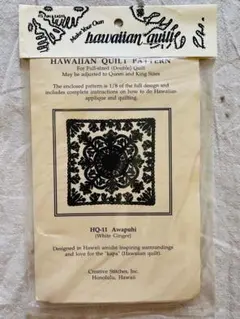 Make Your Own
hawaiian quilt
HAWAIIAN QUILT PATTERN
For Full-sized (Double) Quilt
May be adjusted to Queen and King Sizes
The enclosed pattern is 1/8 of the full design and
includes complete instructions on how to do Hawaiian
applique and quilting.
HQ-11 Awapuhi
(White Ginger)
Designed in Hawaii amidst inspiring surroundings
and love for the "kapa" (Hawaiian quilt)
Creative Stitches, Inc.
Honolulu, Hawaii